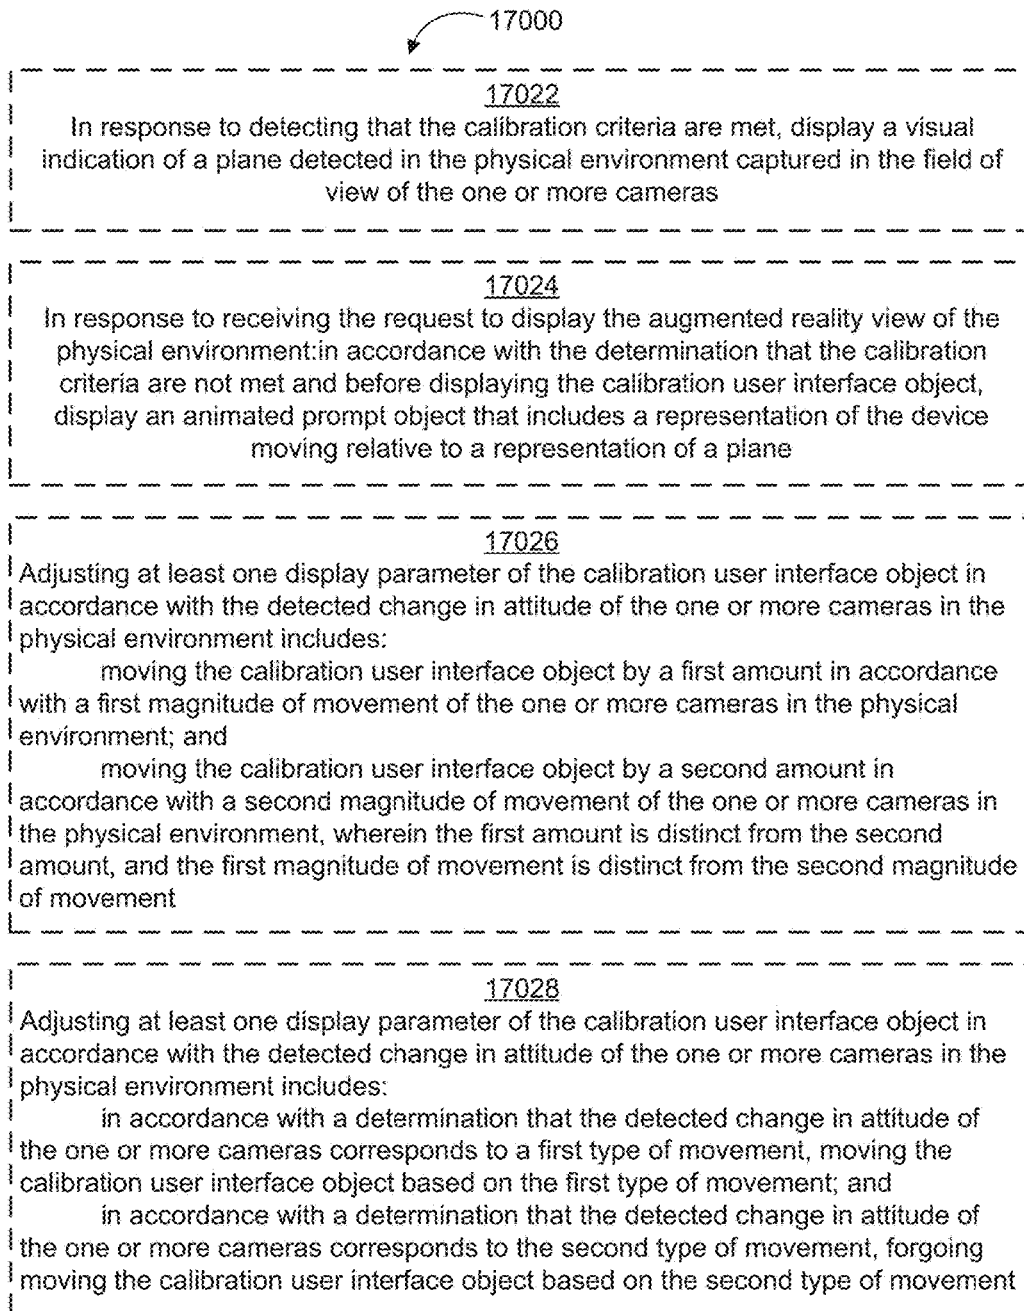 17000
17022
In response to detecting that the calibration criteria are met, display a visual
indication of a plane detected in the physical environment captured in the field of
view of the one or more cameras
17024
In response to receiving the request to display the augmented reality view of the
physical environment:in accordance with the determination that the calibration
criteria are not met and before displaying the calibration user interface object,
display an animated prompt object that includes a representation of the device
moving relative to a representation of a plane
17026
Adjusting at least one display parameter of the calibration user interface object in
accordance with the detected change in attitude of the one or more cameras in the
physical environment includes:
moving the calibration user interface object by a first amount in accordance
with a first magnitude of movement of the one or more cameras in the physical
environment; and
moving the calibration user interface object by a second amount in
accordance with a second magnitude of movement of the one or more cameras in
the physical environment, wherein the first amount is distinct from the second
amount, and the first magnitude of movement is distinct from the second magnitude
of movement
17028
Adjusting at least one display parameter of the calibration user interface object in
accordance with the detected change in attitude of the one or more cameras in the
physical environment includes:
in accordance with a determination that the detected change in attitude of
the one or more cameras corresponds to a first type of movement, moving the
calibration user interface object based on the first type of movement; and
in accordance with a determination that the detected change in attitude of
the one or more cameras corresponds to the second type of movement, forgoing
moving the calibration user interface object based on the second type of movement